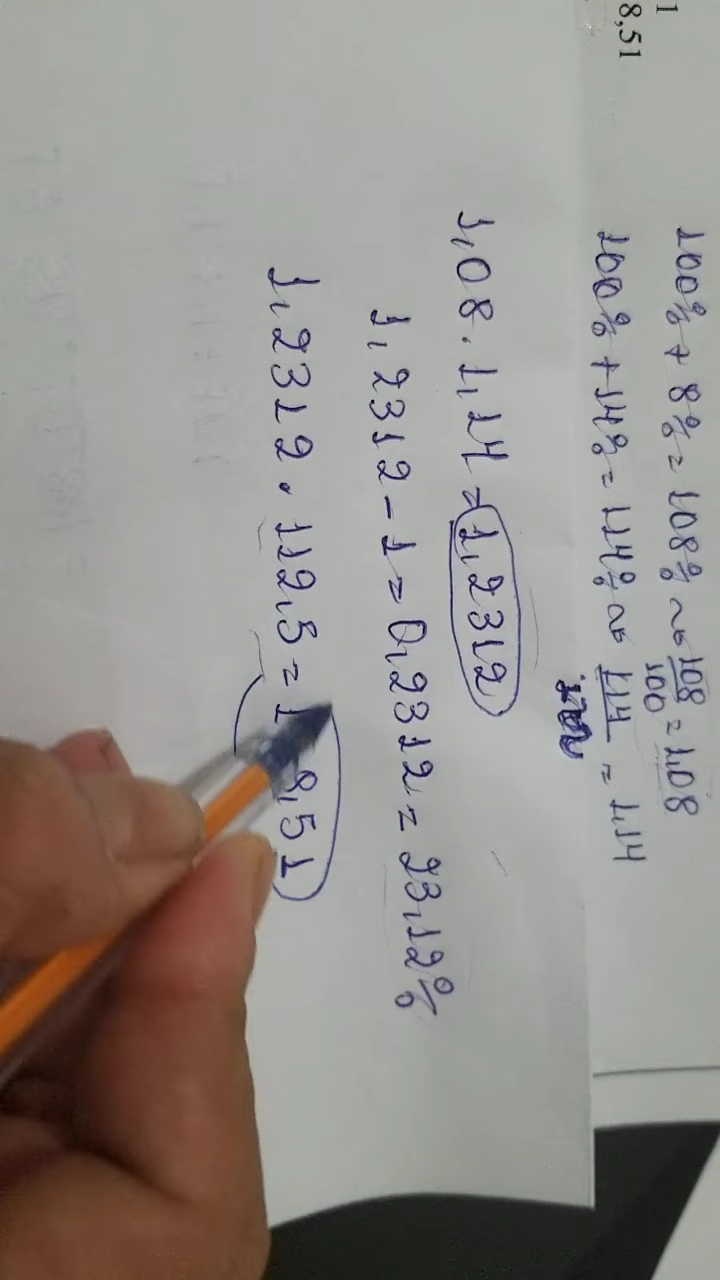 1
8,51
100% + 8% = 108% ~ 108/100 = 1,08
100% + 14% = 114% ~ 114 = 1,14
1,08 . 1,14 = 1,2312
1,2312 - 1 = 0,2312 = 23,12%
1,2312 . 112,5 = 1 8,51